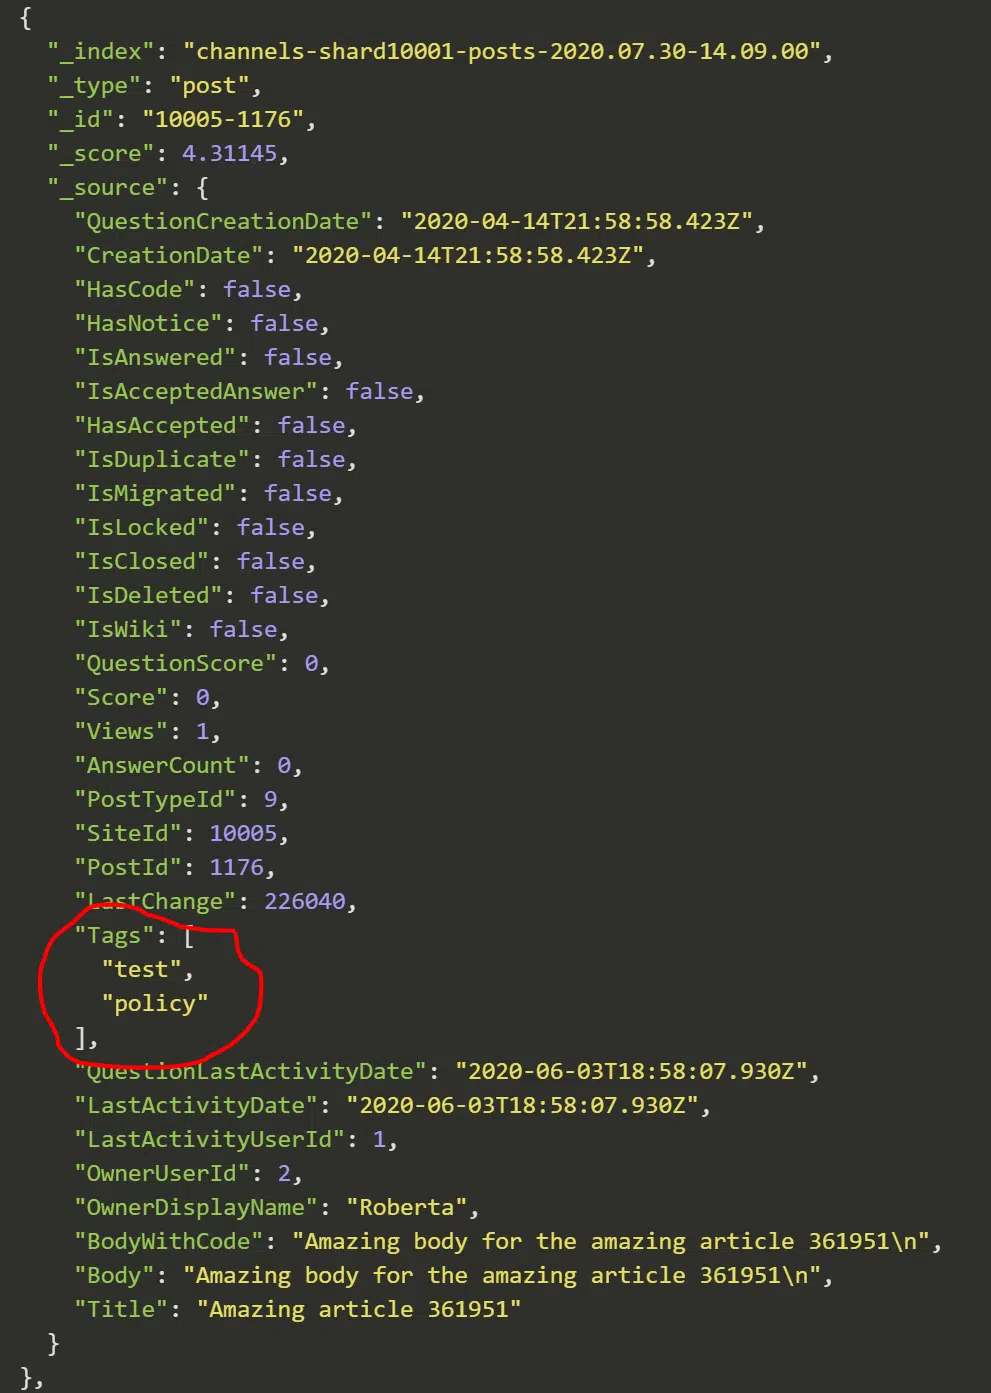 {
"_index": "channels-shard10001-posts-2020.07.30-14.09.00",
"_type": "post",
"_id": "10005-1176",
"_score": 4.31145,
"_source": {
"QuestionCreationDate": "2020-04-14T21:58:58.423Z",
"CreationDate": "2020-04-14T21:58:58.423Z",
"HasCode": false,
"HasNotice": false,
"IsAnswered": false,
"IsAcceptedAnswer": false,
"HasAccepted": false,
"IsDuplicate": false,
"IsMigrated": false,
"IsLocked": false,
"IsClosed": false,
"IsDeleted": false,
"IsWiki": false,
"QuestionScore": 0,
"Score": 0,
"Views": 1,
"AnswerCount": 0,
"PostTypeId": 9,
"SiteId": 10005,
"PostId": 1176,
"LastChange": 226040,
"Tags": [
"test",
"policy"
],
"QuestionLastActivityDate": "2020-06-03T18:58:07.930Z",
"LastActivityDate": "2020-06-03T18:58:07.930Z",
"LastActivityUserId": 1,
"OwnerUserId": 2,
"OwnerDisplayName": "Roberta",
"BodyWithCode": "Amazing body for the amazing article 361951\n",
"Body": "Amazing body for the amazing article 361951\n",
"Title": "Amazing article 361951"
}
},